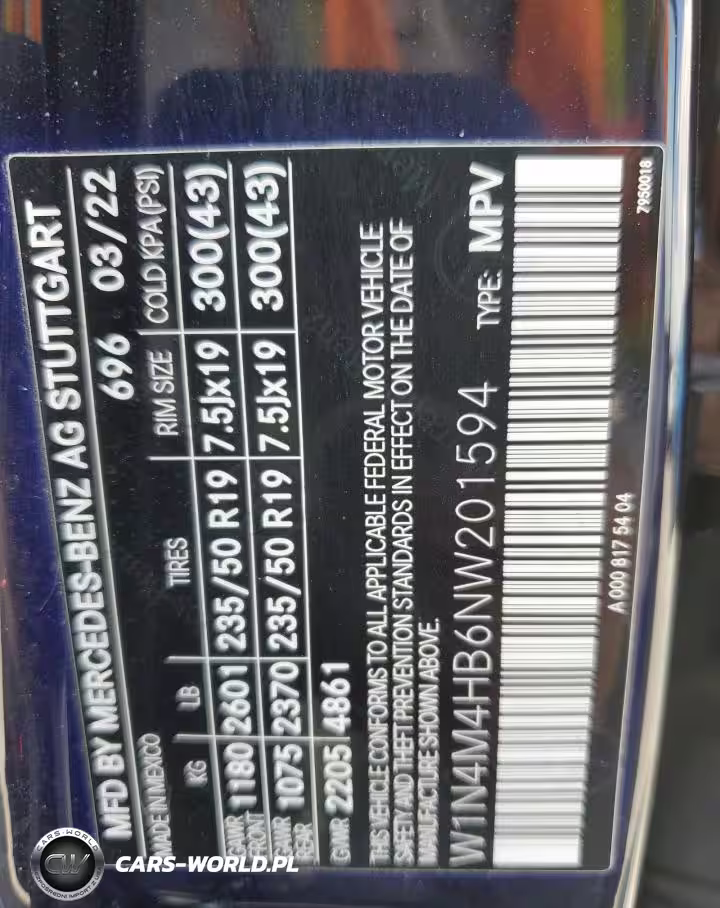 MFD BY MERCEDES-BENZ AG STUTTGART
MADE IN MEXICO 696 03/22
KG LB TIRES RIM SIZE COLD KPA (PSI)
GAWR FRONT 1180 2601 235/50 R19 7.5Jx19 300(43)
GAWR REAR 1075 2370 235/50 R19 7.5Jx19 300(43)
GVWR 2205 4861
THIS VEHICLE CONFORMS TO ALL APPLICABLE FEDERAL MOTOR VEHICLE
SAFETY AND THEFT PREVENTION STANDARDS IN EFFECT ON THE DATE OF
MANUFACTURE SHOWN ABOVE.
W1N4M4HB6NW201594 TYPE: MPV
A 000 817 54 04 7950018
CARS-WORLD
CW
CARS-WORLD.PL